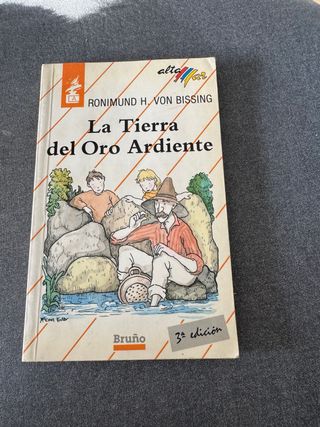 alta
mar
RONIMUND H. VON BISSING
La Tierra
del Oro Ardiente
Bruño
3ª edición